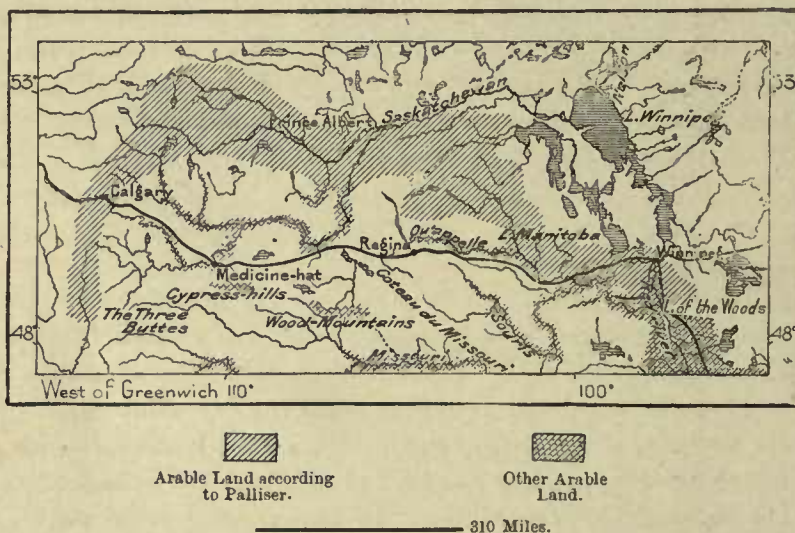 53°
Prince Albert
Saskatchewan
L. Winnipeg
Calgary
Regina
Qu'appelle
L. Manitoba
Winnipeg
Medicine-hat
Cypress-hills
Coteau du Missouri
Souris
L. of the Woods
The Three
Buttes
Wood-Mountains
48°
48°
Missouri
West of Greenwich 110°
100°
Arable Land according
to Palliser.
Other Arable
Land.
310 Miles.